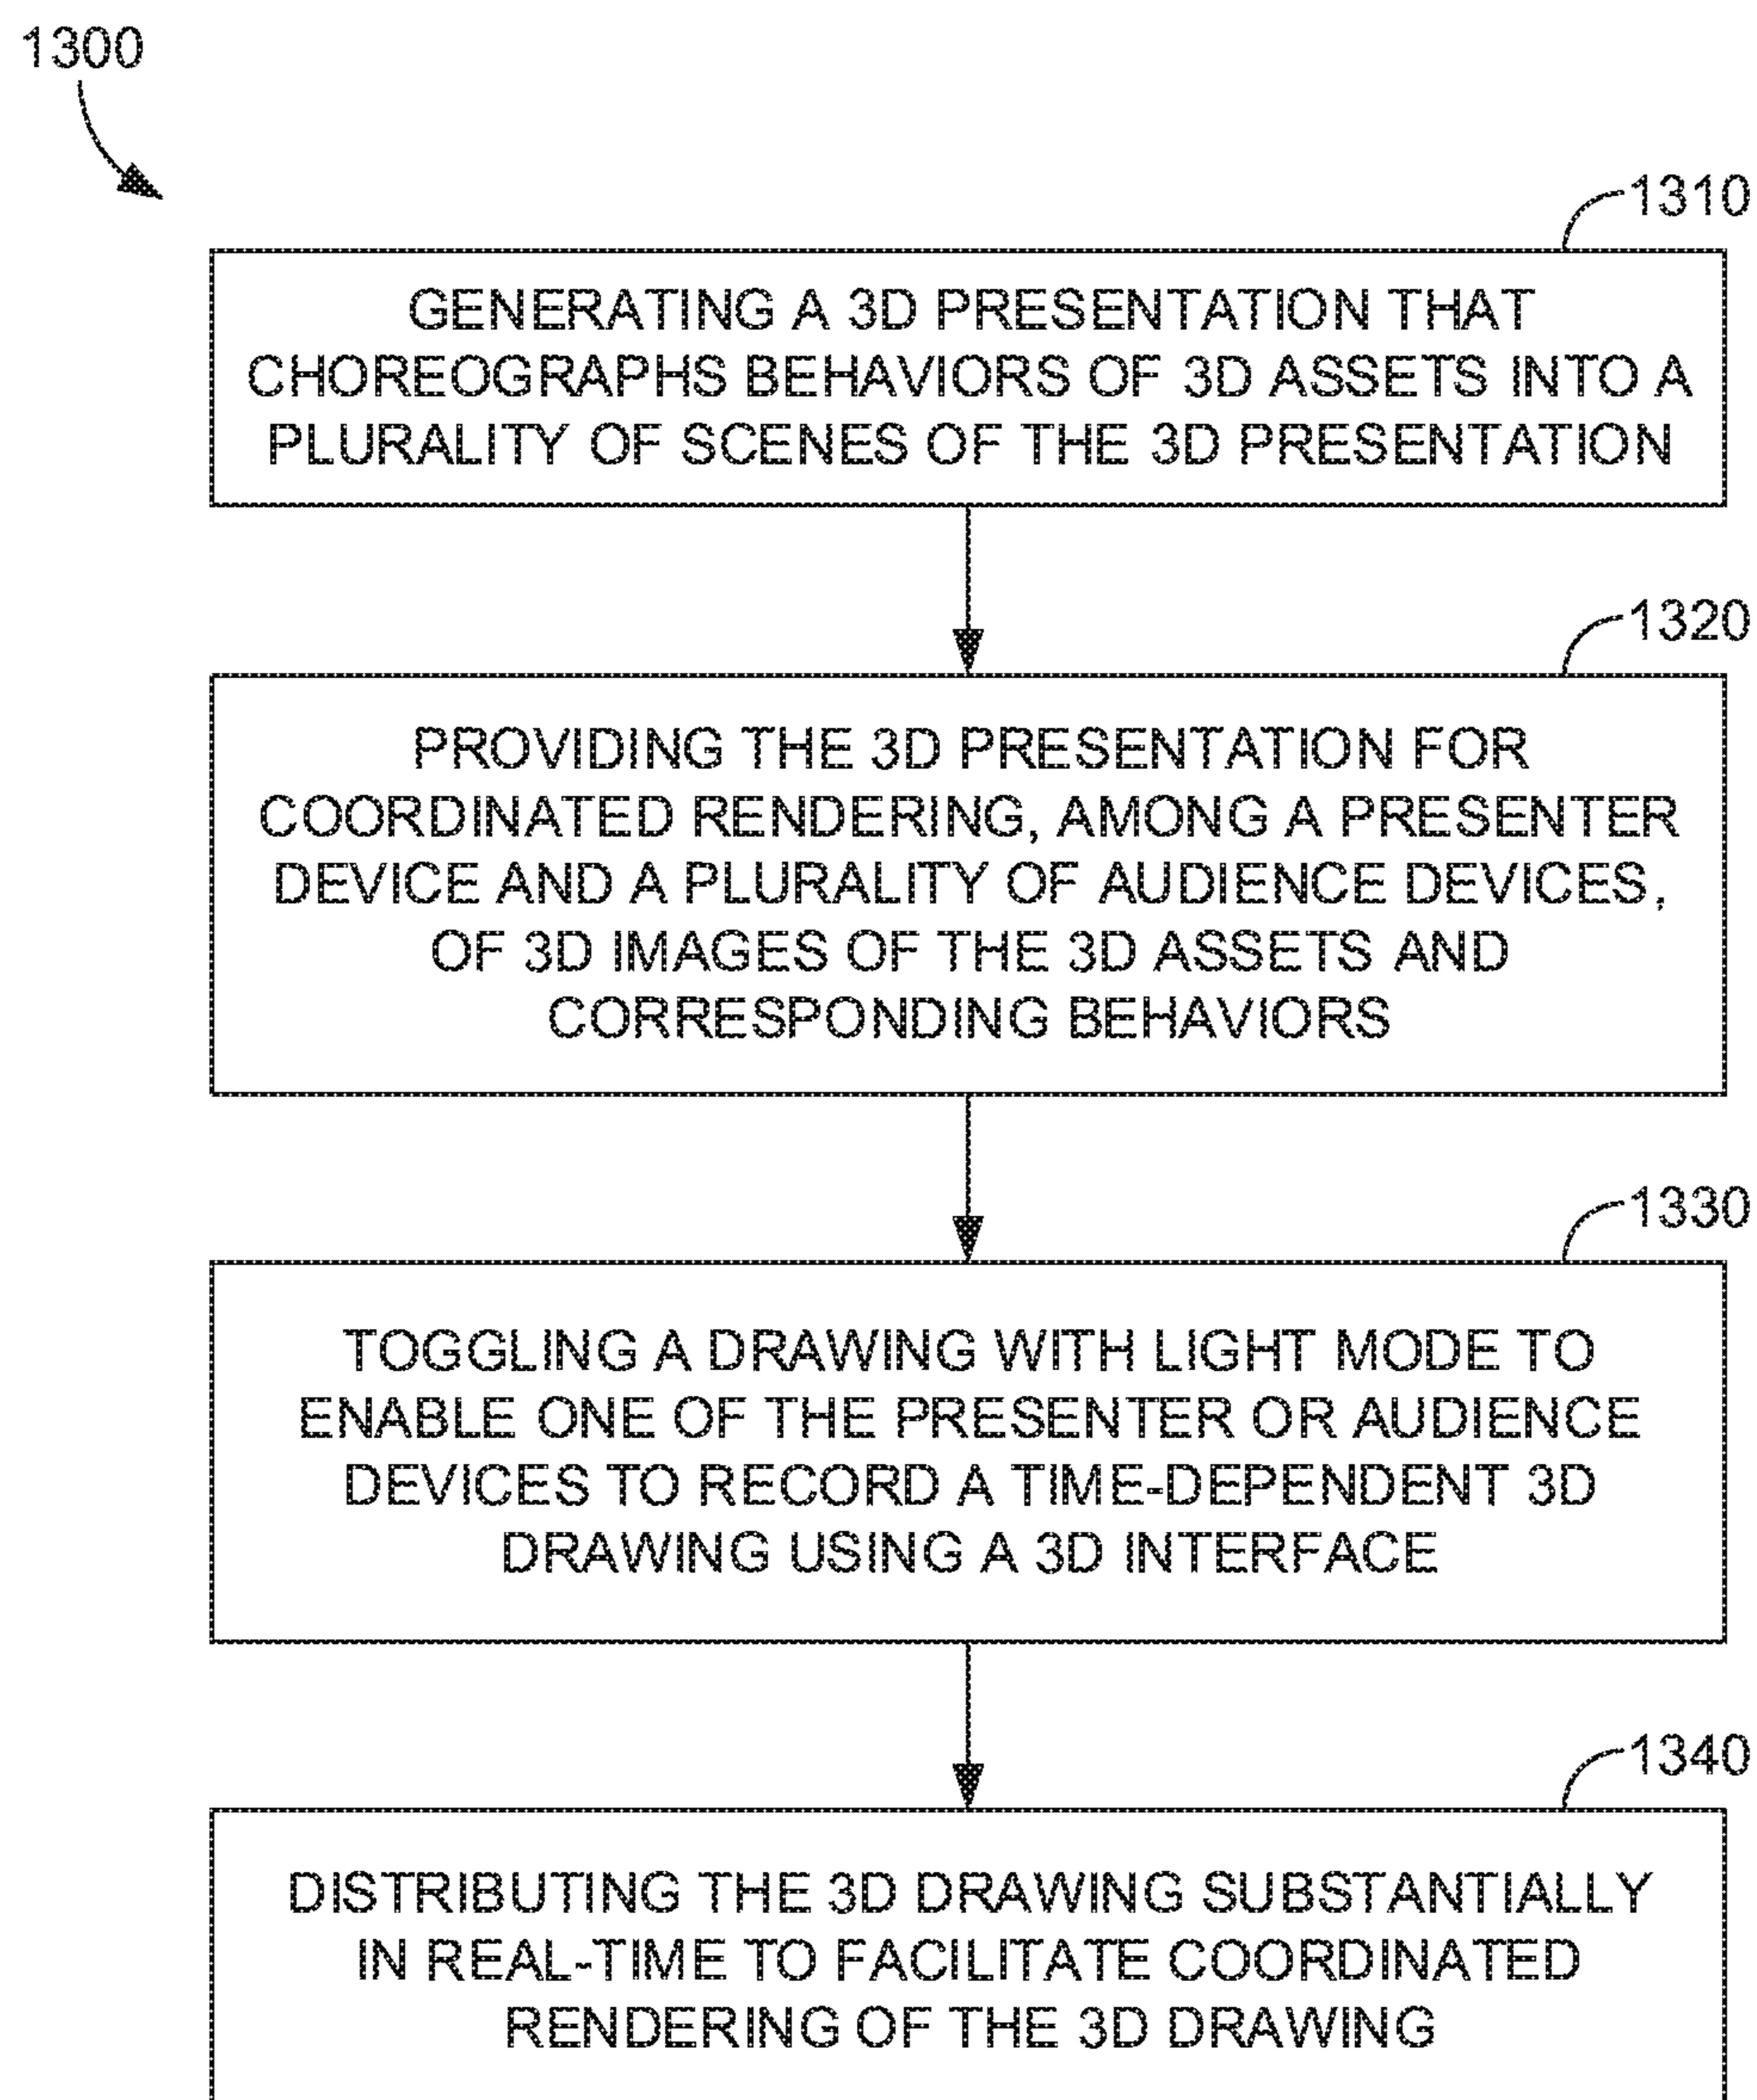 1300
1310
GENERATING A 3D PRESENTATION THAT
CHOREOGRAPHS BEHAVIORS OF 3D ASSETS INTO A
PLURALITY OF SCENES OF THE 3D PRESENTATION
1320
PROVIDING THE 3D PRESENTATION FOR
COORDINATED RENDERING, AMONG A PRESENTER
DEVICE AND A PLURALITY OF AUDIENCE DEVICES,
OF 3D IMAGES OF THE 3D ASSETS AND
CORRESPONDING BEHAVIORS
1330
TOGGLING A DRAWING WITH LIGHT MODE TO
ENABLE ONE OF THE PRESENTER OR AUDIENCE
DEVICES TO RECORD A TIME-DEPENDENT 3D
DRAWING USING A 3D INTERFACE
1340
DISTRIBUTING THE 3D DRAWING SUBSTANTIALLY
IN REAL-TIME TO FACILITATE COORDINATED
RENDERING OF THE 3D DRAWING